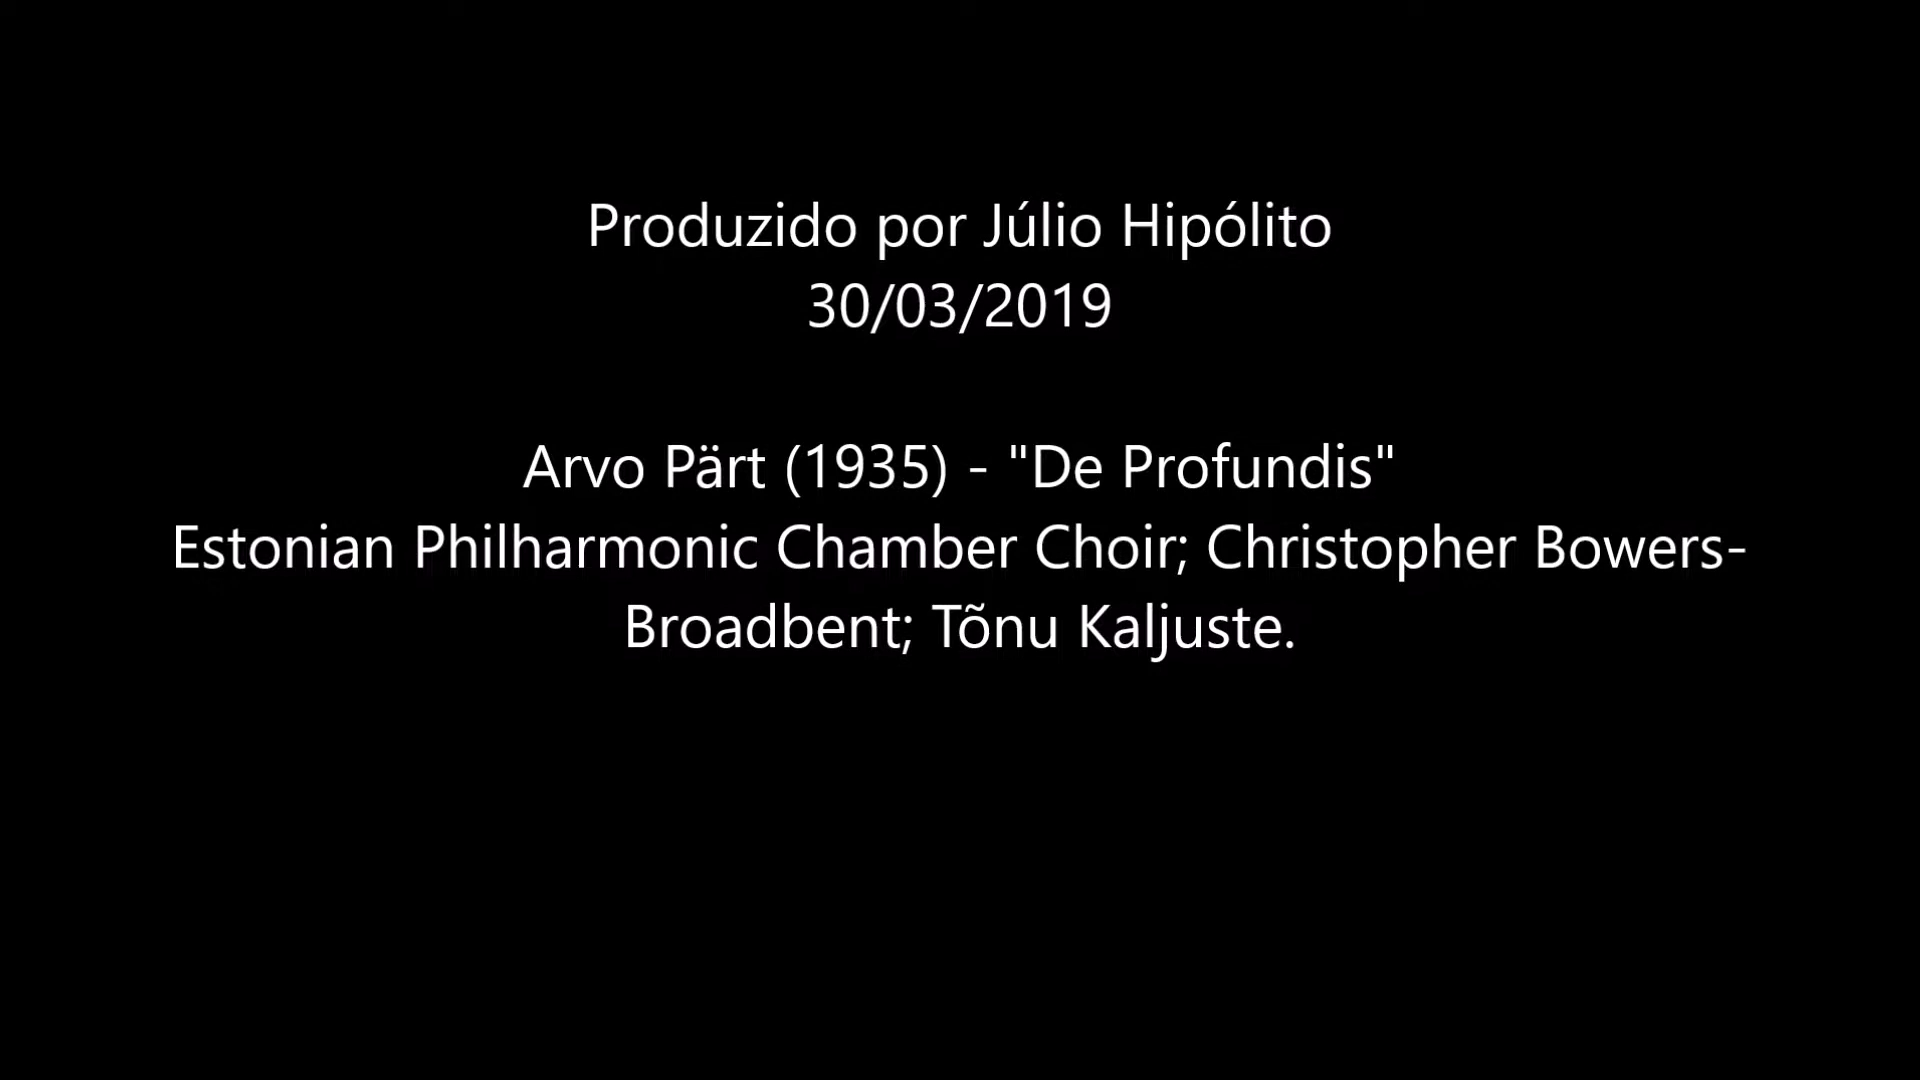 Produzido por Júlio Hipólito
30/03/2019
Arvo Pärt (1935) - "De Profundis"
Estonian Philharmonic Chamber Choir; Christopher Bowers-
Broadbent; Tõnu Kaljuste.